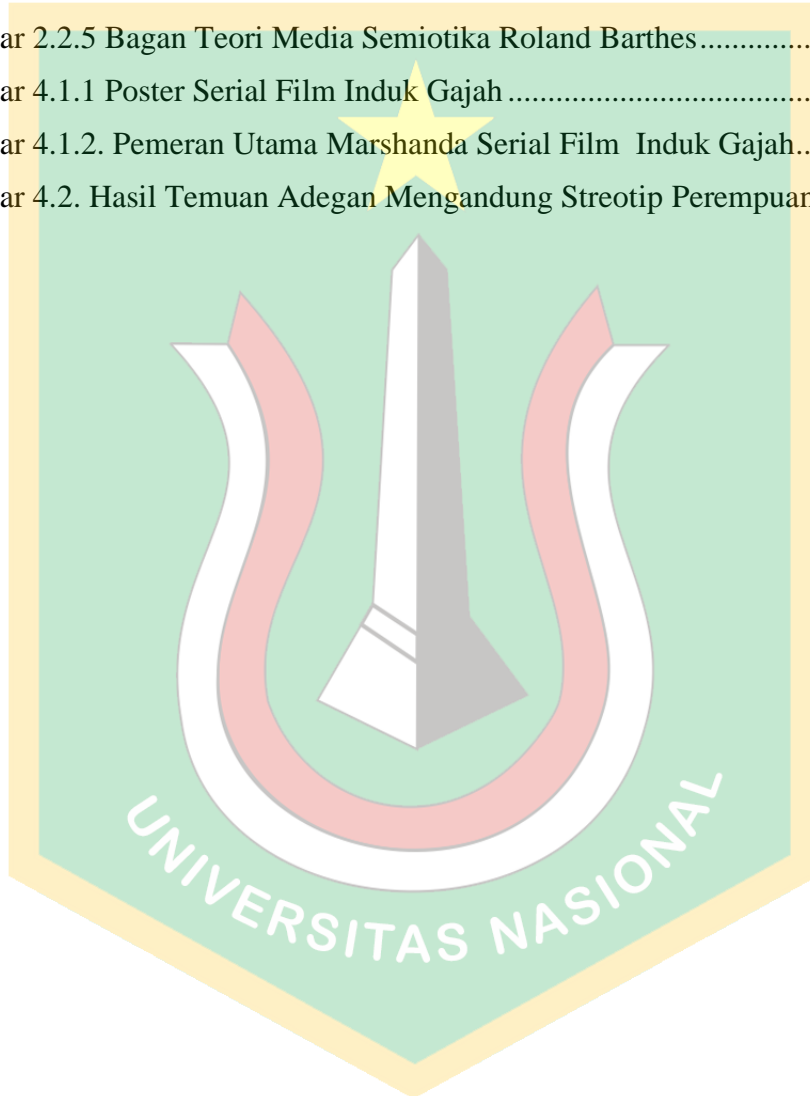 ar 2.2.5 Bagan Teori Media Semiotika Roland Barthes..............
ar 4.1.1 Poster Serial Film Induk Gajah...................................
ar 4.1.2. Pemeran Utama Marshanda Serial Film  Induk Gajah..
ar 4.2. Hasil Temuan Adegan Mengandung Streotip Perempuan
UNIVERSITAS NASIONAL